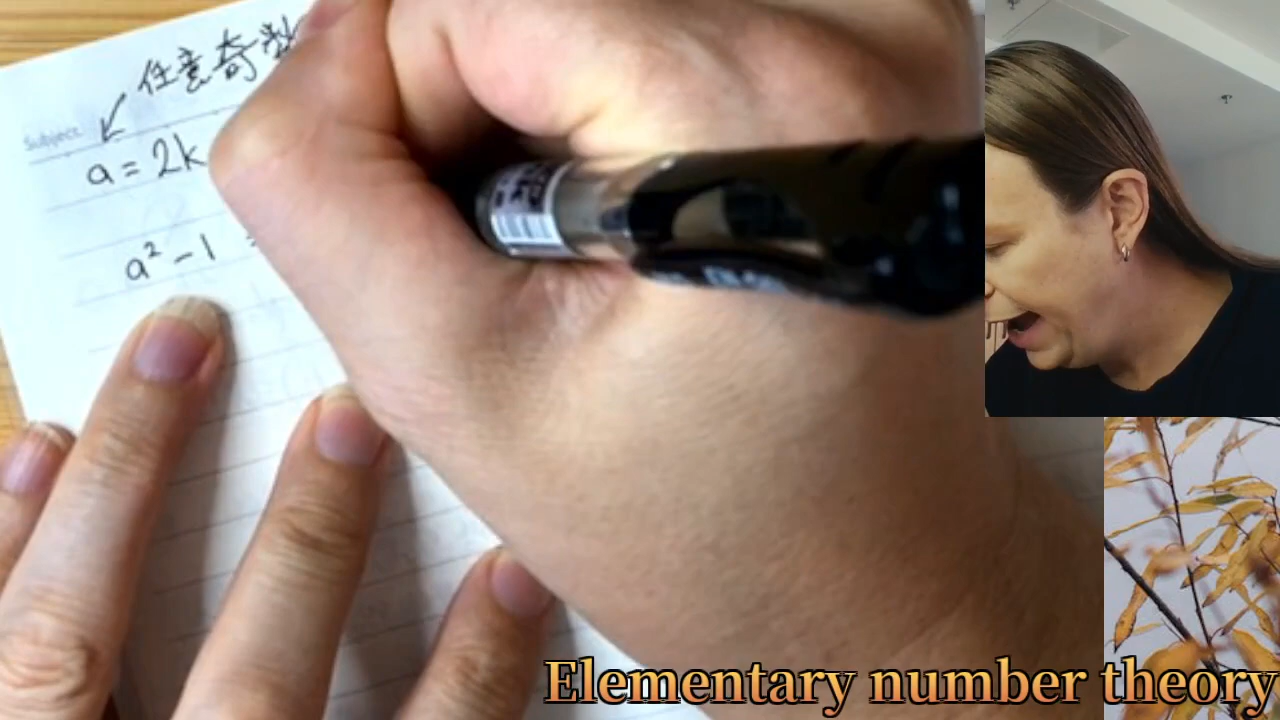 任意奇数
Subject
a = 2k
a² - 1 =
Elementary number theory